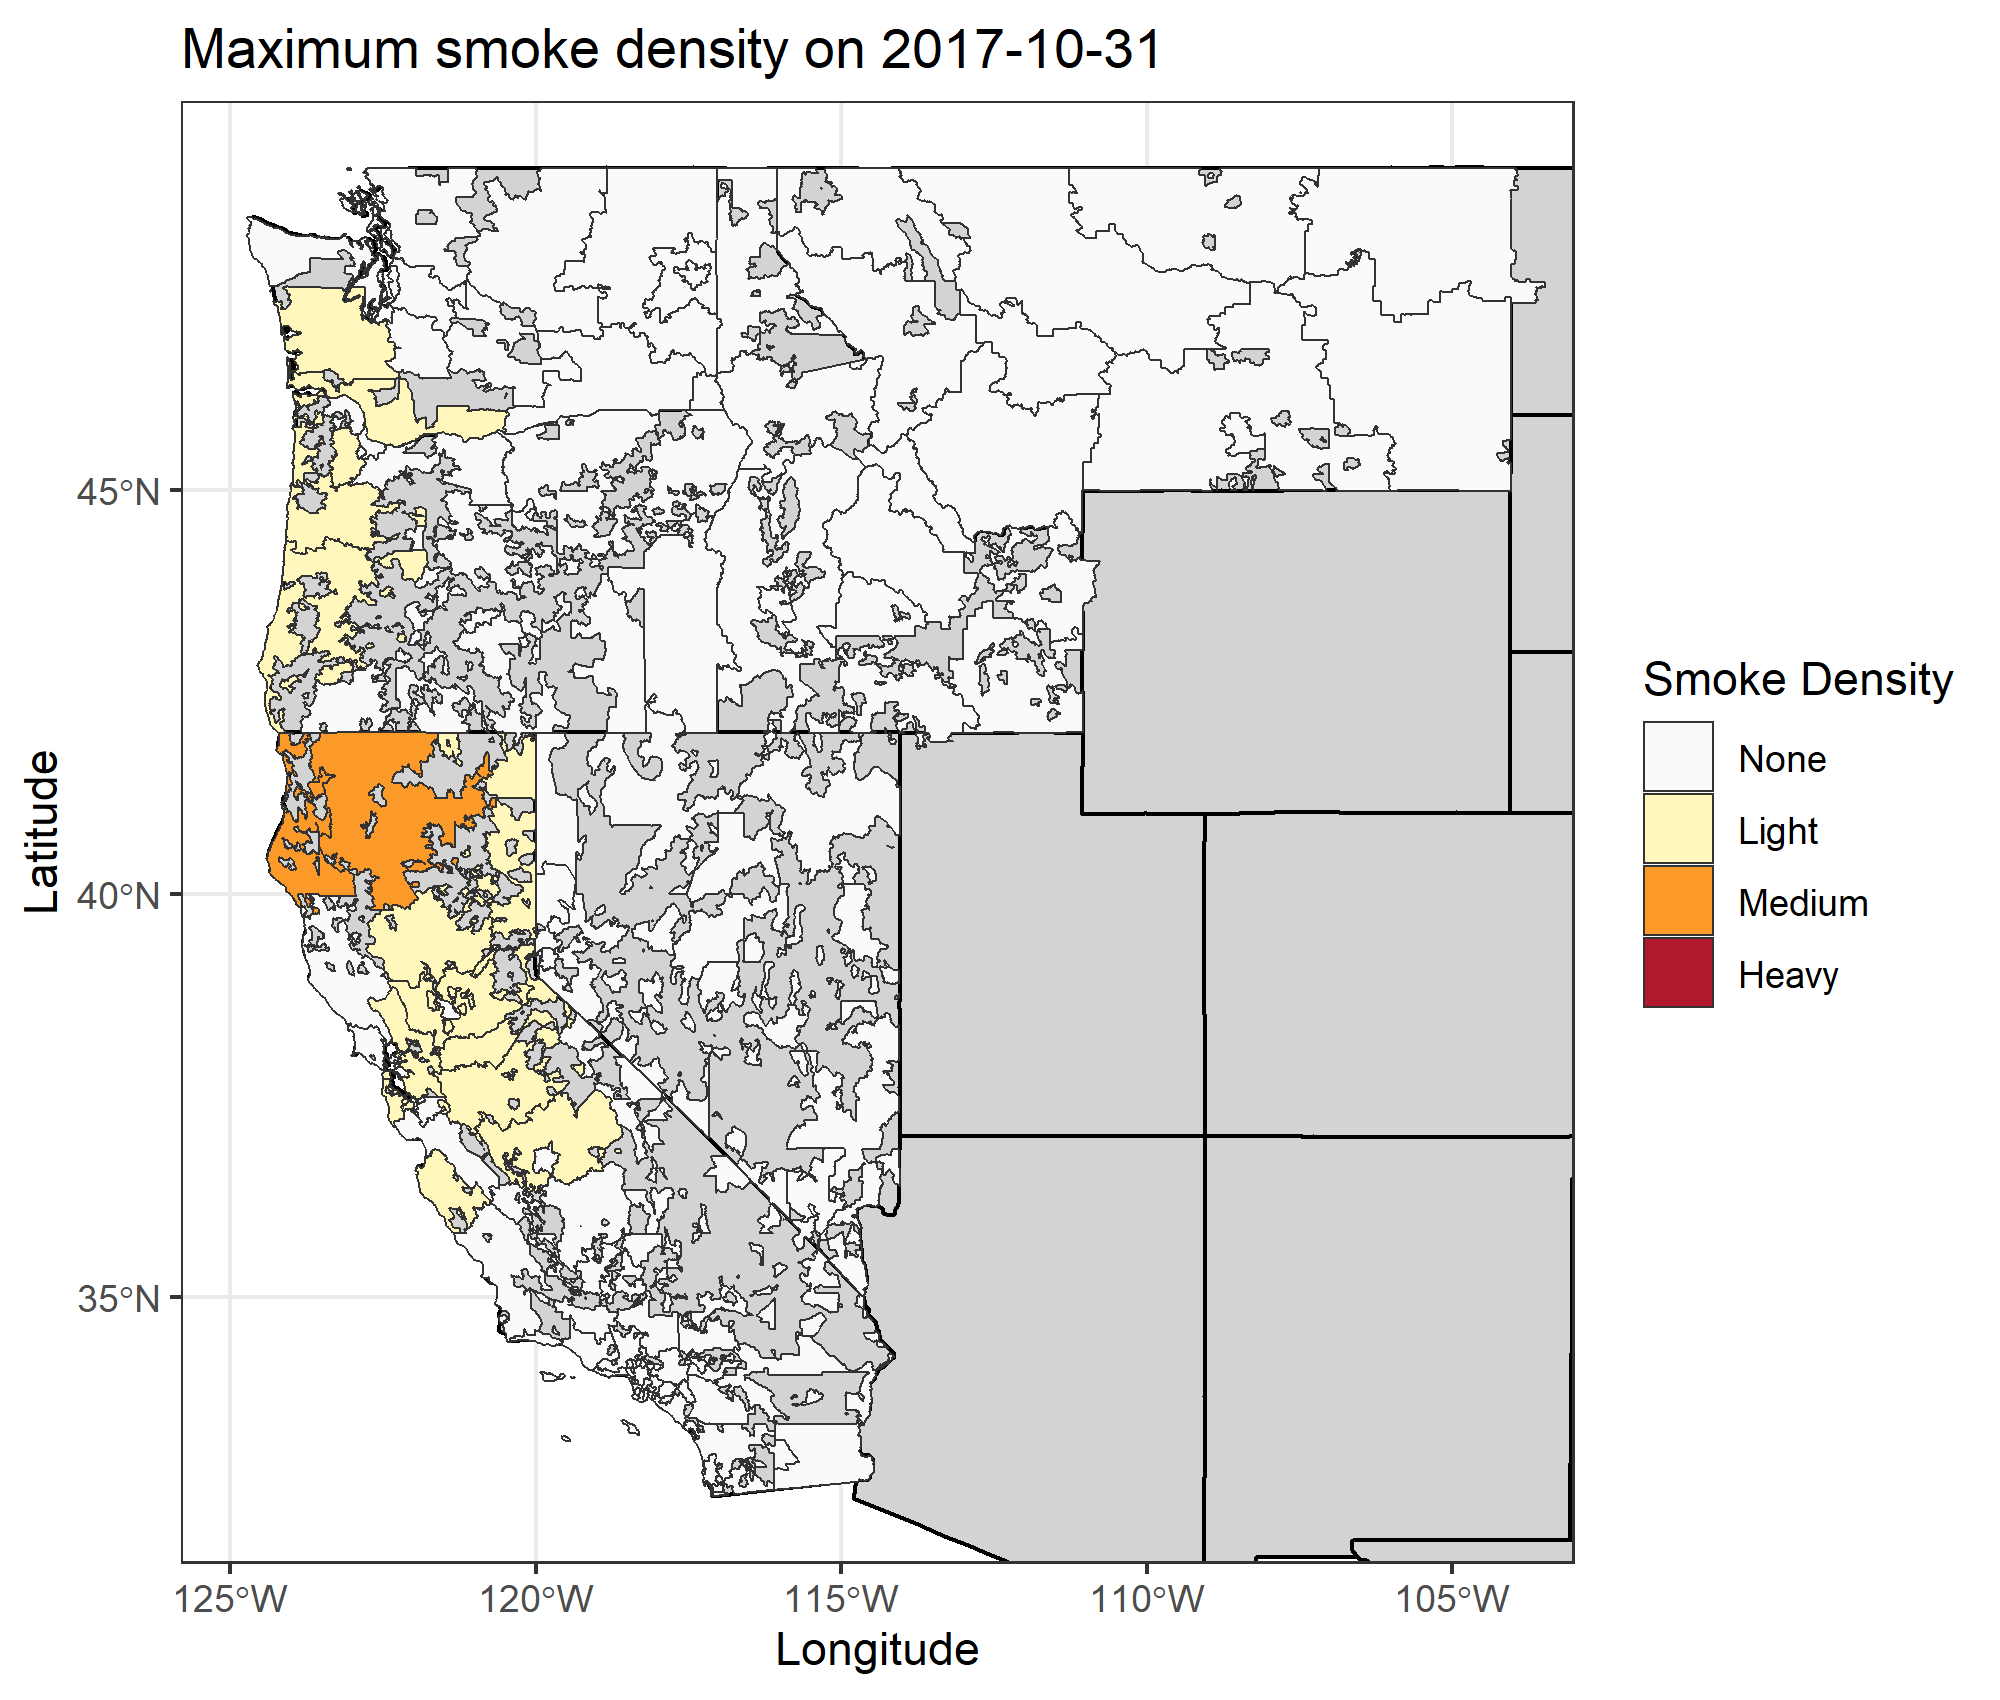 Maximum smoke density on 2017-10-31
45°N
40°N
35°N
Latitude
125°W
120°W
115°W
110°W
105°W
Longitude
Smoke Density
None
Light
Medium
Heavy